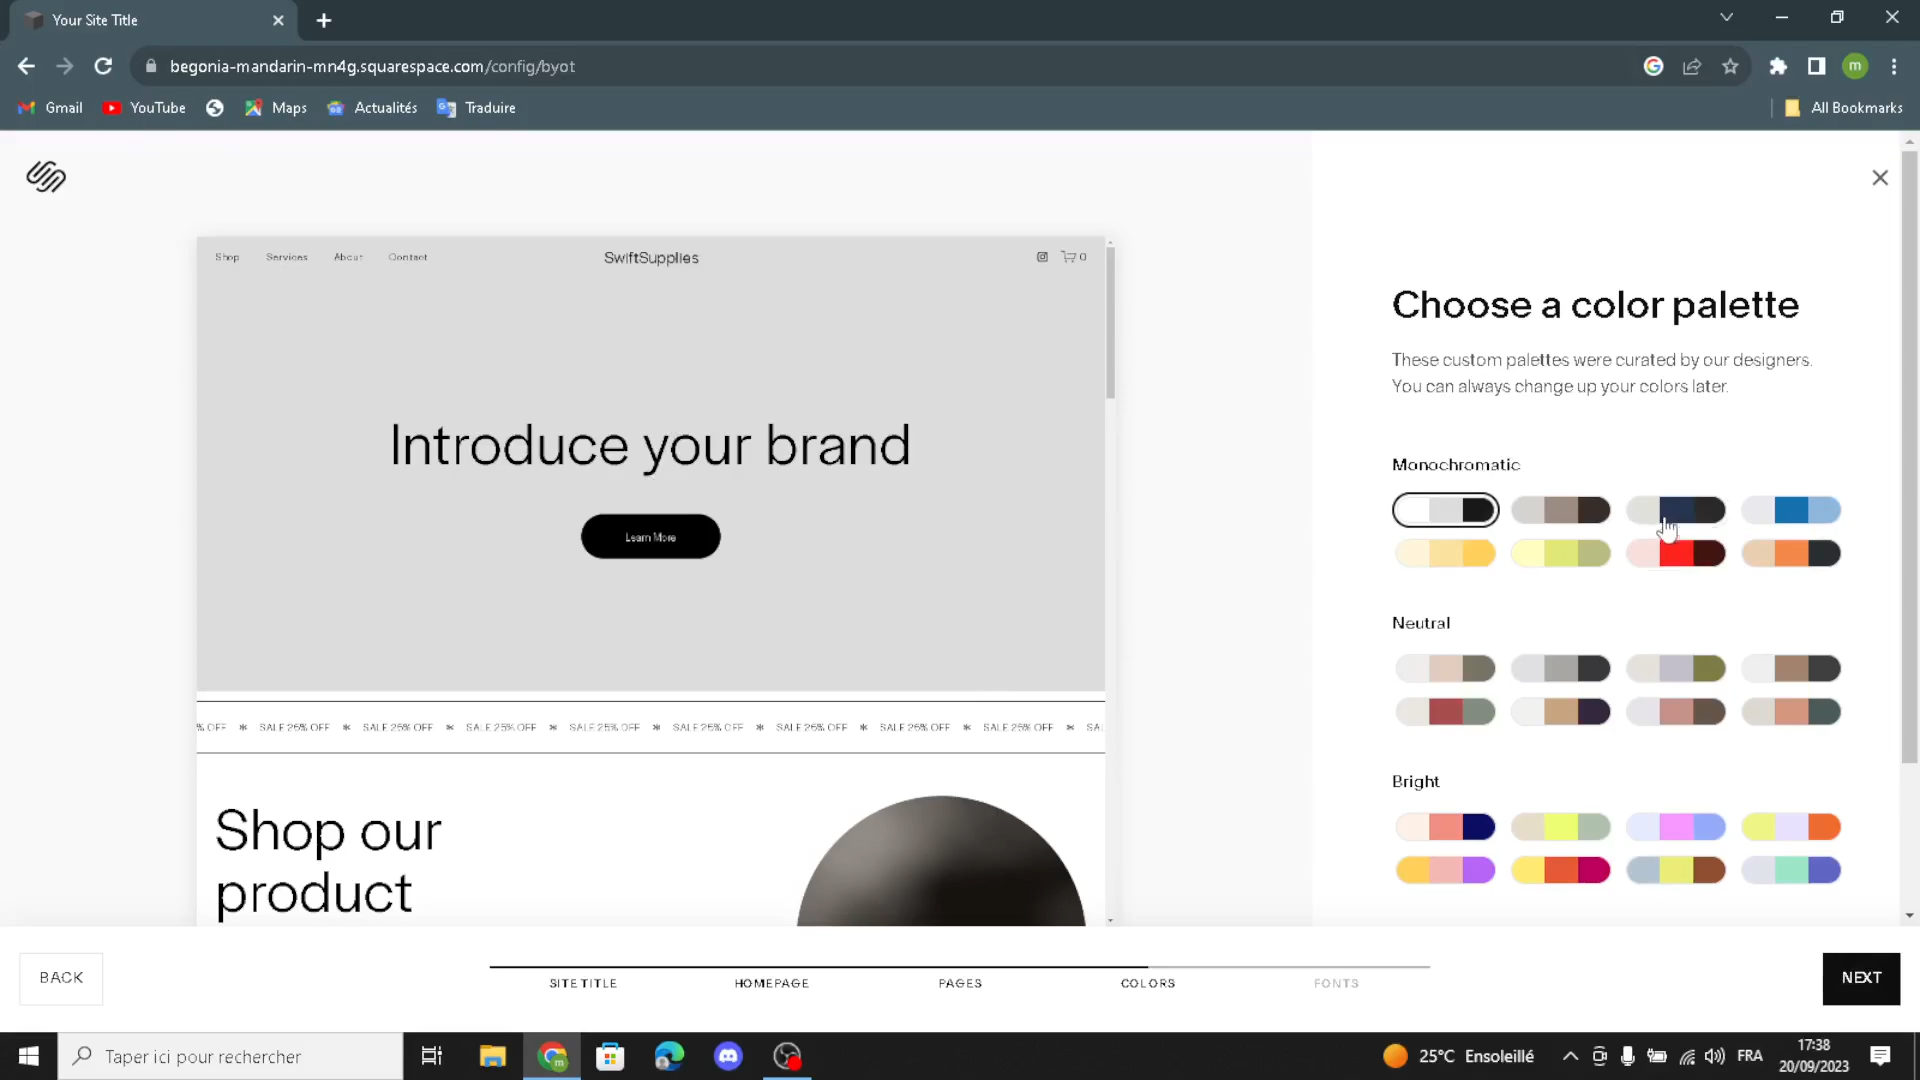 Your Site Title
begonia-mandarin-mn4g.squarespace.com/config/byot
m
Gmail
YouTube
Maps
Actualités
Traduire
All Bookmarks
Shop
Services
About
Contact
SwiftSupplies
0
Introduce your brand
Learn More
% OFF * SALE 25% OFF * SALE 25% OFF * SALE 25% OFF * SALE 25% OFF * SALE 25% OFF * SALE 25% OFF * SALE 25% OFF * SALE 25% OFF * SAL
Shop our
product
Choose a color palette
These custom palettes were curated by our designers.
You can always change up your colors later.
Monochromatic
Neutral
Bright
BACK
SITE TITLE
HOMEPAGE
PAGES
COLORS
FONTS
NEXT
Taper ici pour rechercher
m
25°C Ensoleillé
FRA
17:38
20/09/2023